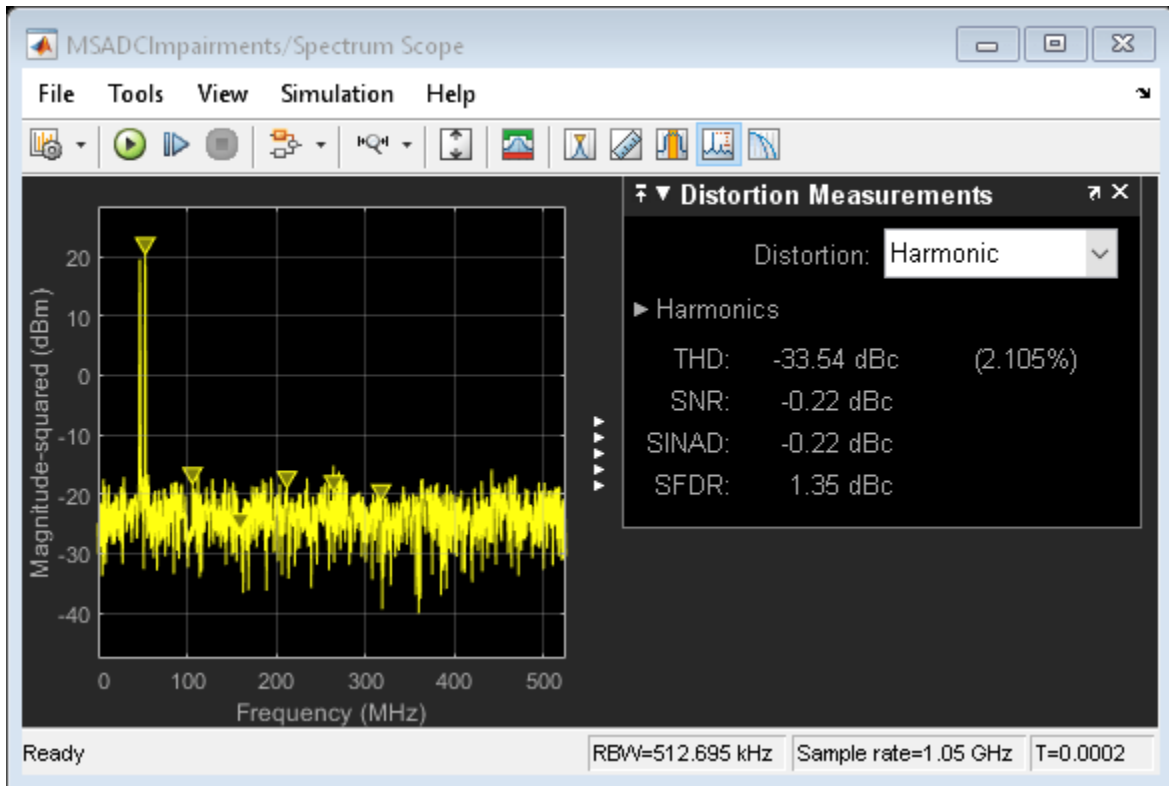 MSADCImpairments/Spectrum Scope
File Tools View Simulation Help
Distortion Measurements
Distortion: Harmonic
Harmonics
THD: -33.54 dBc (2.105%)
SNR: -0.22 dBc
SINAD: -0.22 dBc
SFDR: 1.35 dBc
Magnitude-squared (dBm)
20
10
0
-10
-20
-30
-40
0 100 200 300 400 500
Frequency (MHz)
Ready RBW=512.695 kHz Sample rate=1.05 GHz T=0.0002